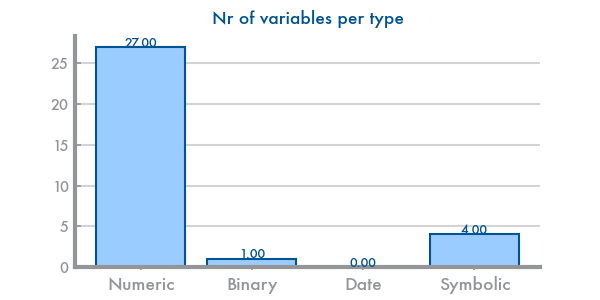 Nr of variables per type
27.00
25
20
15
10
5
0
1.00
0.00
4.00
Numeric
Binary
Date
Symbolic